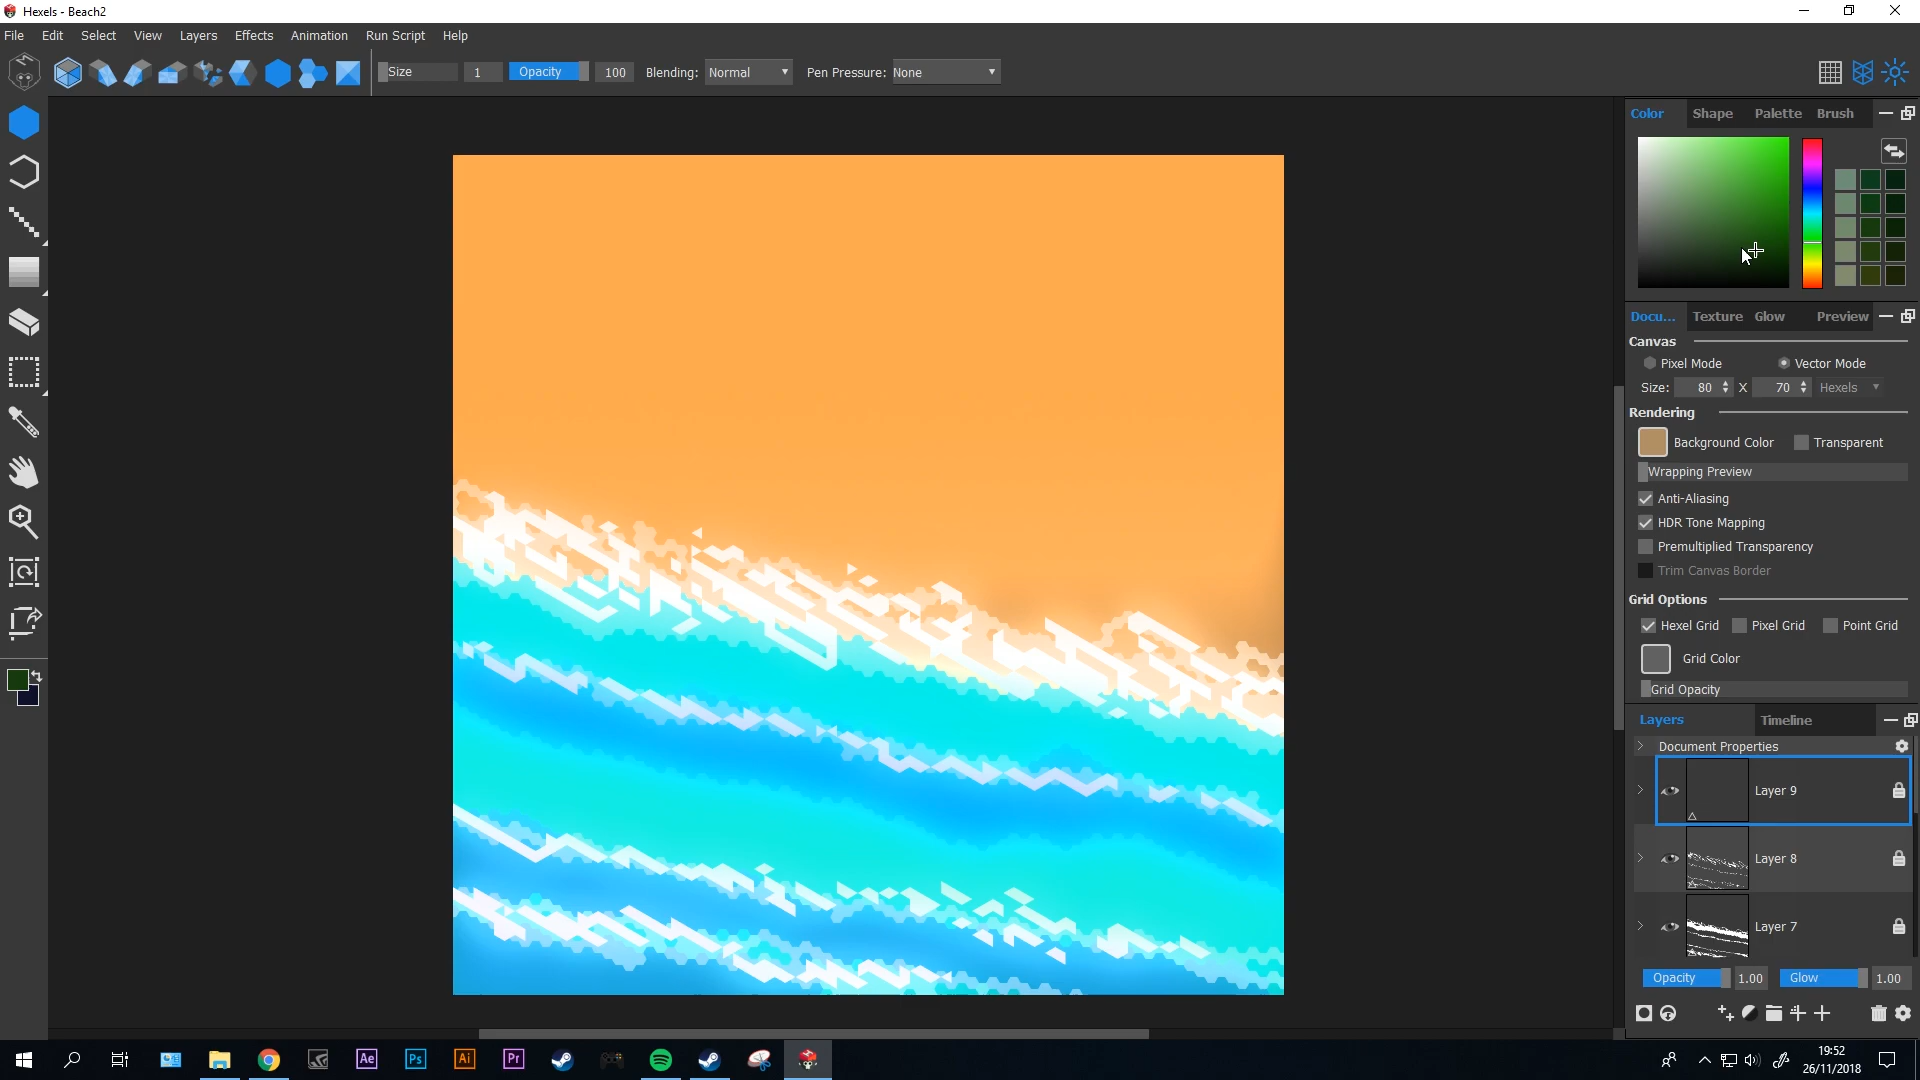 Hexels - Beach2
File Edit Select View Layers Effects Animation Run Script Help
Size 1 Opacity 100 Blending: Normal Pen Pressure: None
Color Shape Palette Brush
Docu... Texture Glow Preview
Canvas
Pixel Mode Vector Mode
Size: 80 X 70 Hexels
Rendering
Background Color Transparent
Wrapping Preview
Anti-Aliasing
HDR Tone Mapping
Premultiplied Transparency
Trim Canvas Border
Grid Options
Hexel Grid Pixel Grid Point Grid
Grid Color
Grid Opacity
Layers Timeline
Document Properties
Layer 9
Layer 8
Layer 7
Opacity 1.00 Glow 1.00
Ae Ps Ai Pr
19:52
26/11/2018